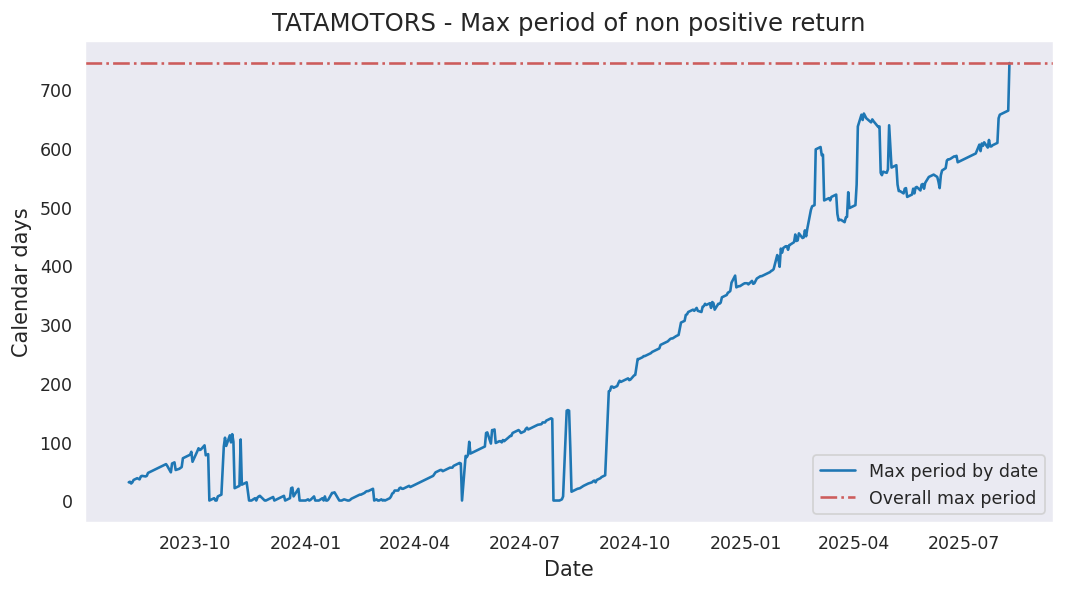 TATAMOTORS - Max period of non positive return
Calendar days
700
600
500
400
300
200
100
0
Max period by date
Overall max period
2023-10 2024-01 2024-04 2024-07 2024-10 2025-01 2025-04 2025-07
Date